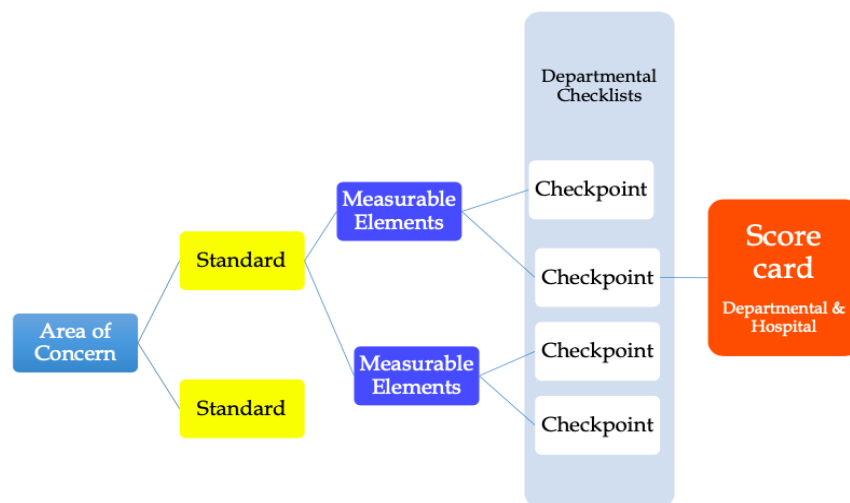 Departmental
Checklists
Measurable
Elements
Checkpoint
Standard
Checkpoint
Score
card
Departmental &
Hospital
Area of
Concern
Measurable
Elements
Checkpoint
Standard
Checkpoint